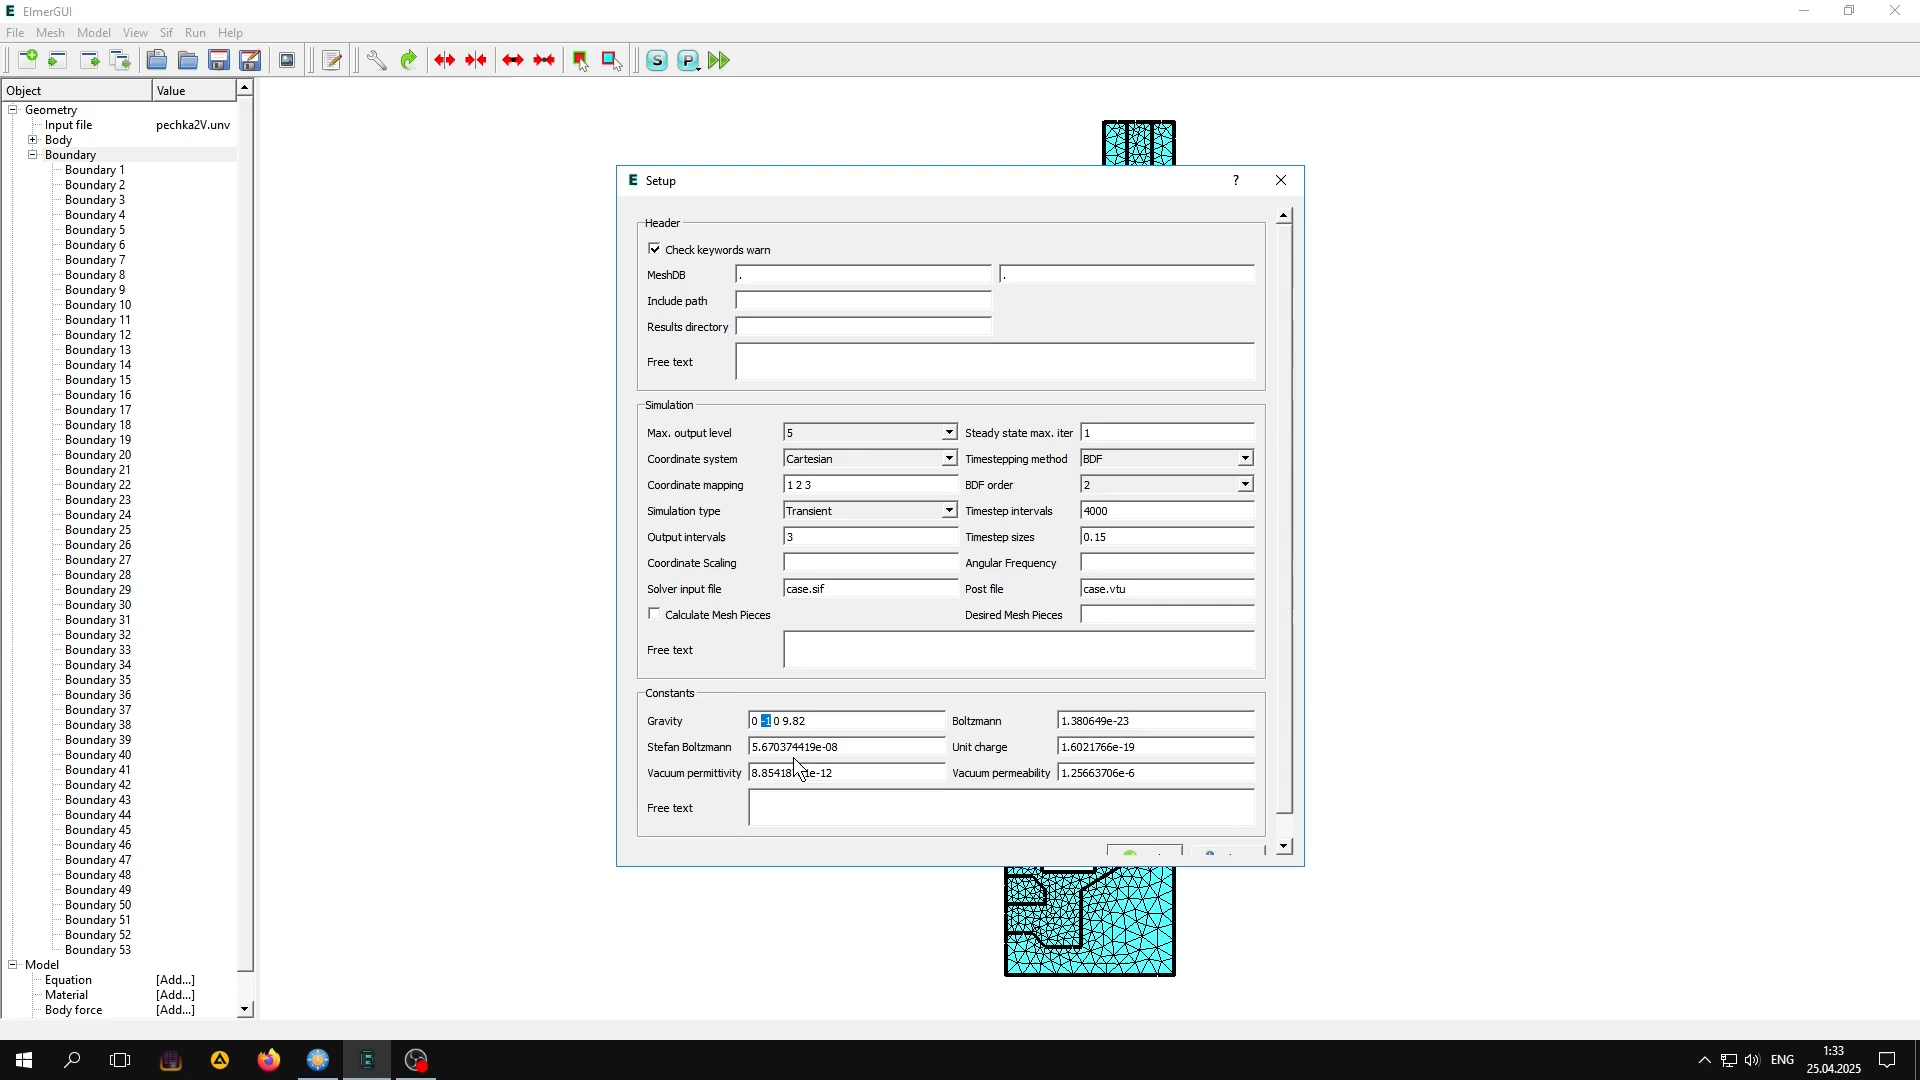 ElmerGUI
File Mesh Model View Sif Run Help
S P
Object Value
Geometry
Input file pechka2V.unv
Body
Boundary
Boundary 1
Boundary 2
Boundary 3
Boundary 4
Boundary 5
Boundary 6
Boundary 7
Boundary 8
Boundary 9
Boundary 10
Boundary 11
Boundary 12
Boundary 13
Boundary 14
Boundary 15
Boundary 16
Boundary 17
Boundary 18
Boundary 19
Boundary 20
Boundary 21
Boundary 22
Boundary 23
Boundary 24
Boundary 25
Boundary 26
Boundary 27
Boundary 28
Boundary 29
Boundary 30
Boundary 31
Boundary 32
Boundary 33
Boundary 34
Boundary 35
Boundary 36
Boundary 37
Boundary 38
Boundary 39
Boundary 40
Boundary 41
Boundary 42
Boundary 43
Boundary 44
Boundary 45
Boundary 46
Boundary 47
Boundary 48
Boundary 49
Boundary 50
Boundary 51
Boundary 52
Boundary 53
Model
Equation [Add...]
Material [Add...]
Body force [Add...]
Setup ?
Header
Check keywords warn
MeshDB . .
Include path
Results directory
Free text
Simulation
Max. output level 5 Steady state max. iter 1
Coordinate system Cartesian Timestepping method BDF
Coordinate mapping 1 2 3 BDF order 2
Simulation type Transient Timestep intervals 4000
Output intervals 3 Timestep sizes 0.15
Coordinate Scaling Angular Frequency
Solver input file case.sif Post file case.vtu
Calculate Mesh Pieces Desired Mesh Pieces
Free text
Constants
Gravity 0 -1 0 9.82 Boltzmann 1.380649e-23
Stefan Boltzmann 5.670374419e-08 Unit charge 1.6021766e-19
Vacuum permittivity Vacuum permeability 1.25663706e-6
Free text
ENG
1:33
25.04.2025